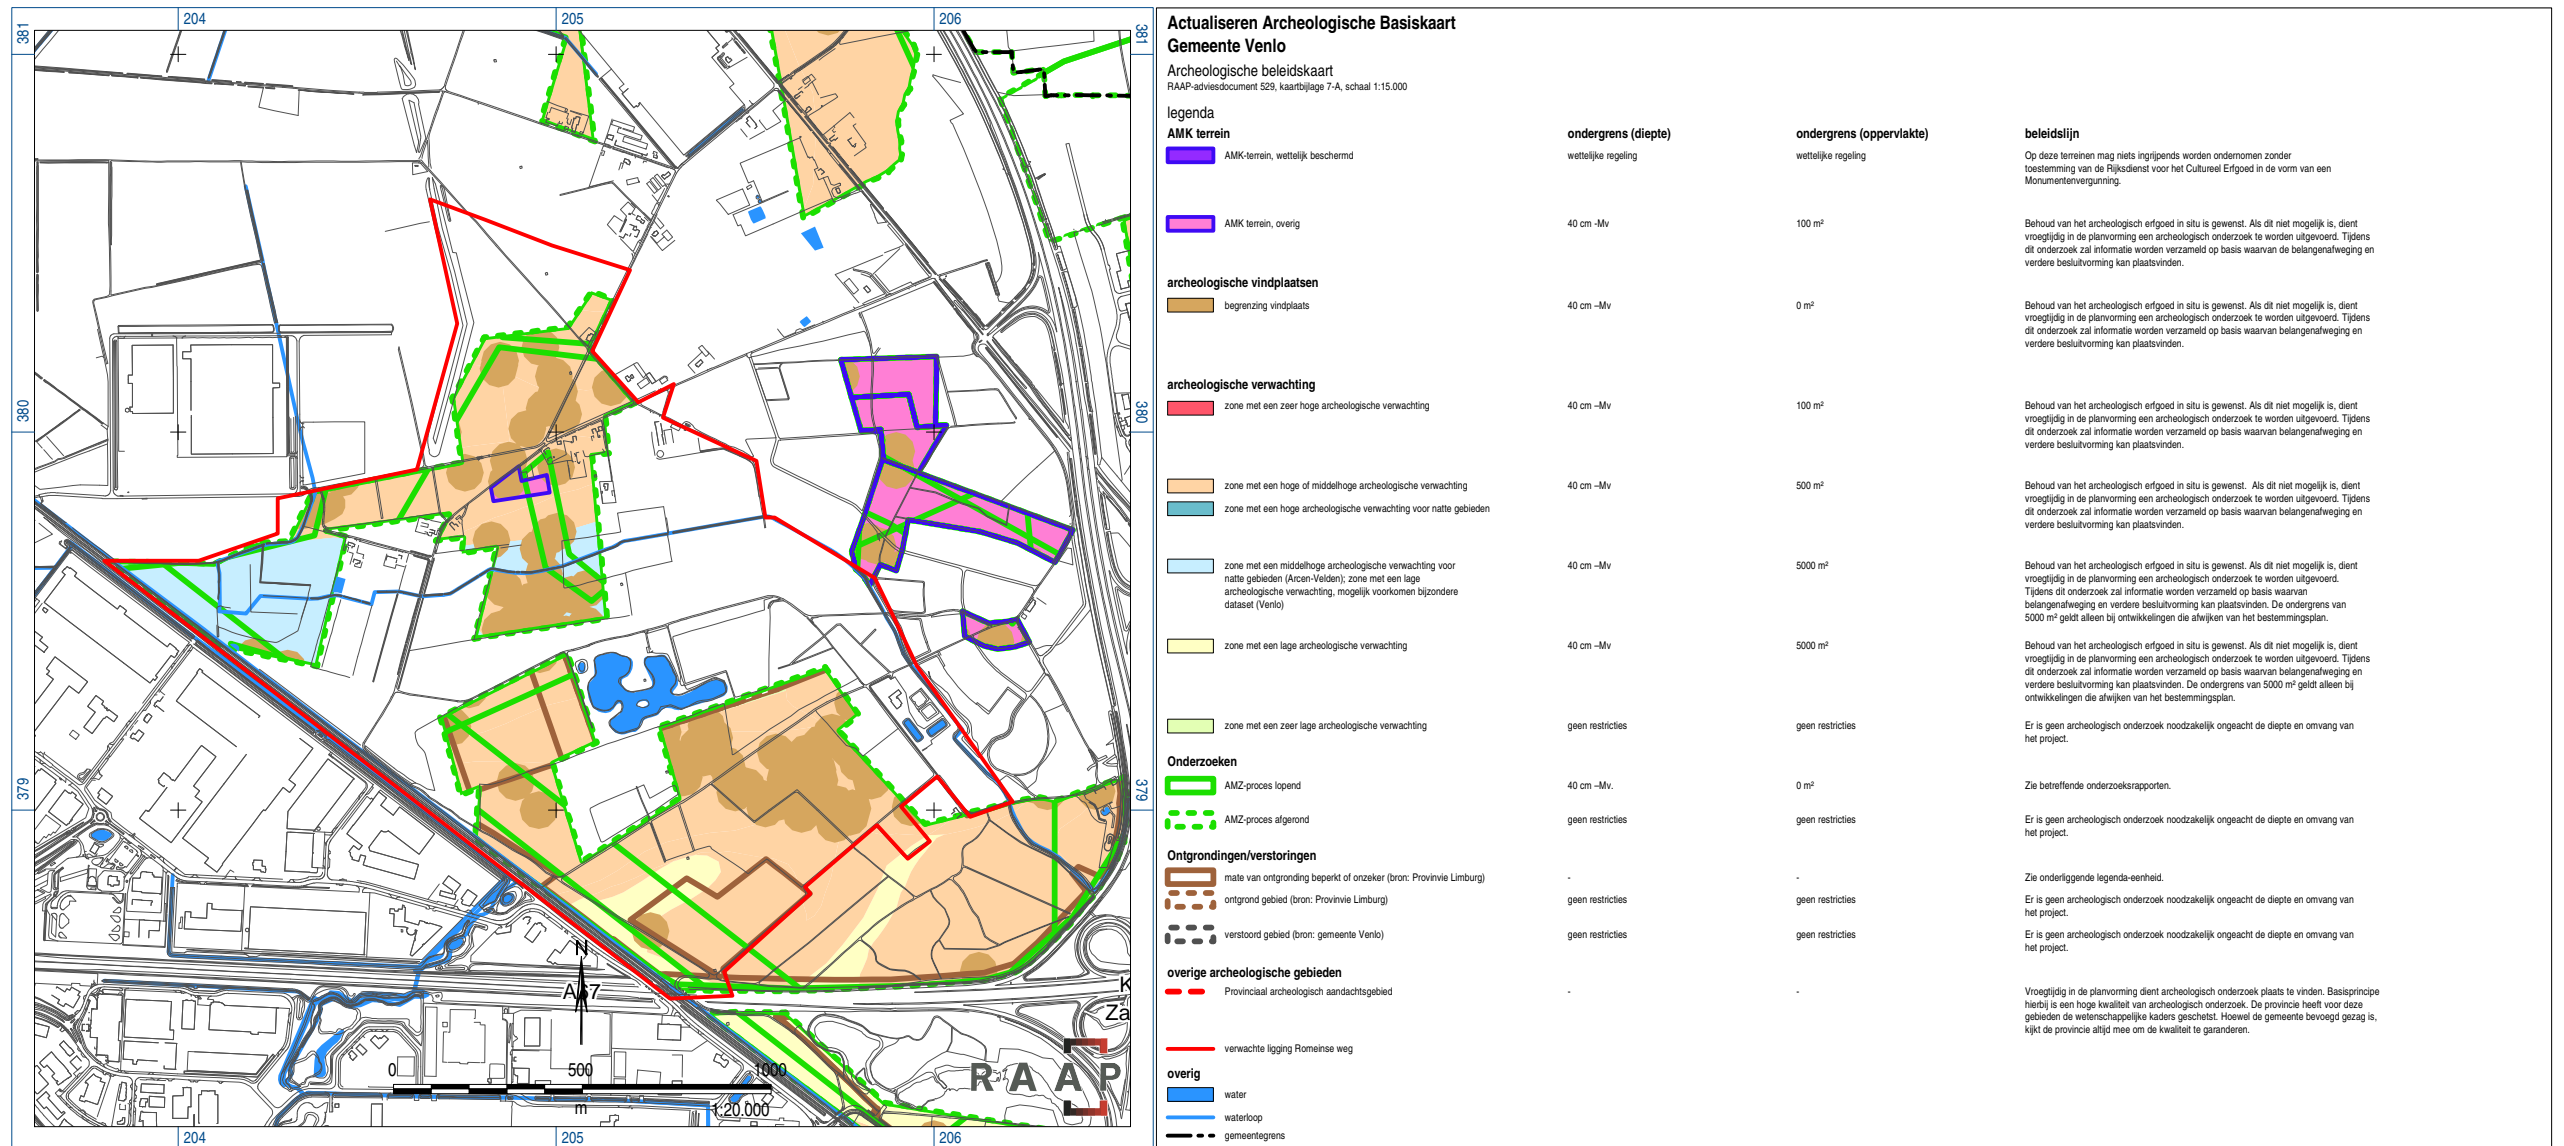 204
205
206
381
381
380
380
379
379
N
A67
K
Za
0
500
1000
m
1:20.000
RAAP
204
205
206
Actualiseren Archeologische Basiskaart
Gemeente Venlo
Archeologische beleidskaart
RAAP-adviesdocument 529, kaartbijlage 7-A, schaal 1:15.000
legenda
AMK terrein ondergrens (diepte) ondergrens (oppervlakte) beleidslijn
AMK-terrein, wettelijk beschermd wettelijke regeling wettelijke regeling Op deze terreinen mag niets ingrijpends worden ondernomen zonder
toestemming van de Rijksdienst voor het Cultureel Erfgoed in de vorm van een
Monumentenvergunning.
AMK terrein, overig 40 cm -Mv 100 m² Behoud van het archeologisch erfgoed in situ is gewenst. Als dit niet mogelijk is, dient
vroegtijdig in de planvorming een archeologisch onderzoek te worden uitgevoerd. Tijdens
dit onderzoek zal informatie worden verzameld op basis waarvan de belangenafweging en
verdere besluitvorming kan plaatsvinden.
archeologische vindplaatsen
begrenzing vindplaats 40 cm –Mv 0 m² Behoud van het archeologisch erfgoed in situ is gewenst. Als dit niet mogelijk is, dient
vroegtijdig in de planvorming een archeologisch onderzoek te worden uitgevoerd. Tijdens
dit onderzoek zal informatie worden verzameld op basis waarvan belangenafweging en
verdere besluitvorming kan plaatsvinden.
archeologische verwachting
zone met een zeer hoge archeologische verwachting 40 cm –Mv 100 m² Behoud van het archeologisch erfgoed in situ is gewenst. Als dit niet mogelijk is, dient
vroegtijdig in de planvorming een archeologisch onderzoek te worden uitgevoerd. Tijdens
dit onderzoek zal informatie worden verzameld op basis waarvan belangenafweging en
verdere besluitvorming kan plaatsvinden.
zone met een hoge of middelhoge archeologische verwachting 40 cm –Mv 500 m² Behoud van het archeologisch erfgoed in situ is gewenst. Als dit niet mogelijk is, dient
vroegtijdig in de planvorming een archeologisch onderzoek te worden uitgevoerd. Tijdens
zone met een hoge archeologische verwachting voor natte gebieden dit onderzoek zal informatie worden verzameld op basis waarvan belangenafweging en
verdere besluitvorming kan plaatsvinden.
zone met een middelhoge archeologische verwachting voor 40 cm –Mv 5000 m² Behoud van het archeologisch erfgoed in situ is gewenst. Als dit niet mogelijk is, dient
natte gebieden (Arcen-Velden); zone met een lage vroegtijdig in de planvorming een archeologisch onderzoek te worden uitgevoerd.
archeologische verwachting, mogelijk voorkomen bijzondere Tijdens dit onderzoek zal informatie worden verzameld op basis waarvan
dataset (Venlo) belangenafweging en verdere besluitvorming kan plaatsvinden. De ondergrens van
5000 m² geldt alleen bij ontwikkelingen die afwijken van het bestemmingsplan.
zone met een lage archeologische verwachting 40 cm –Mv 5000 m² Behoud van het archeologisch erfgoed in situ is gewenst. Als dit niet mogelijk is, dient
vroegtijdig in de planvorming een archeologisch onderzoek te worden uitgevoerd. Tijdens
dit onderzoek zal informatie worden verzameld op basis waarvan belangenafweging en
verdere besluitvorming kan plaatsvinden. De ondergrens van 5000 m² geldt alleen bij
ontwikkelingen die afwijken van het bestemmingsplan.
zone met een zeer lage archeologische verwachting geen restricties geen restricties Er is geen archeologisch onderzoek noodzakelijk ongeacht de diepte en omvang van
het project.
Onderzoeken
AMZ-proces lopend 40 cm –Mv. 0 m² Zie betreffende onderzoeksrapporten.
AMZ-proces afgerond geen restricties geen restricties Er is geen archeologisch onderzoek noodzakelijk ongeacht de diepte en omvang van
het project.
Ontgrondingen/verstoringen
mate van ontgronding beperkt of onzeker (bron: Provinvie Limburg) - - Zie onderliggende legenda-eenheid.
ontgrond gebied (bron: Provinvie Limburg) geen restricties geen restricties Er is geen archeologisch onderzoek noodzakelijk ongeacht de diepte en omvang van
het project.
verstoord gebied (bron: gemeente Venlo) geen restricties geen restricties Er is geen archeologisch onderzoek noodzakelijk ongeacht de diepte en omvang van
het project.
overige archeologische gebieden
Provinciaal archeologisch aandachtsgebied - - Vroegtijdig in de planvorming dient archeologisch onderzoek plaats te vinden. Basisprincipe
hierbij is een hoge kwaliteit van archeologisch onderzoek. De provincie heeft voor deze
gebieden de wetenschappelijke kaders geschetst. Hoewel de gemeente bevoegd gezag is,
kijkt de provincie altijd mee om de kwaliteit te garanderen.
verwachte ligging Romeinse weg
overig
water
waterloop
gemeentegrens